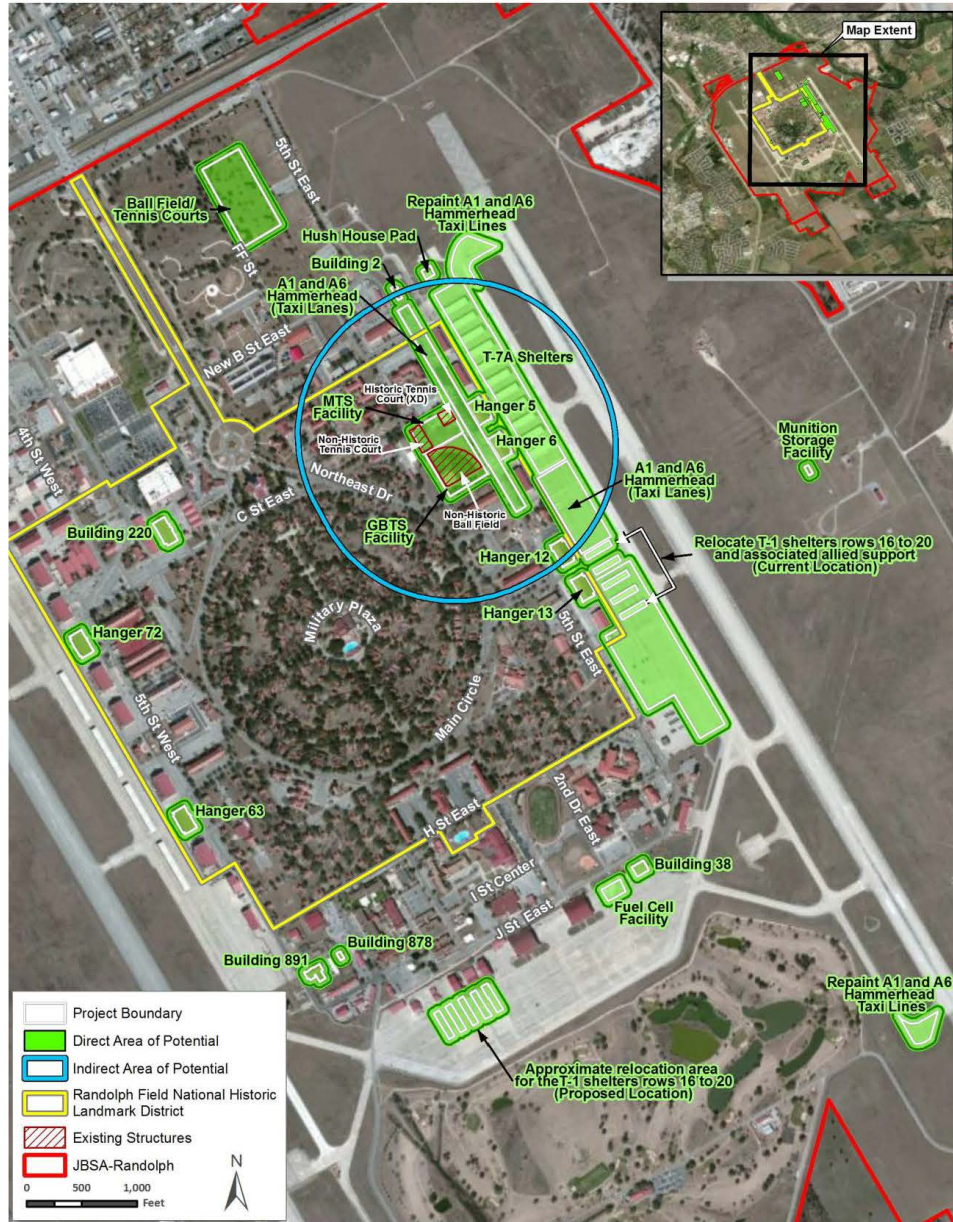 Map Extent
5th St East
Ball Field/
Tennis Courts
FF St
Repaint A1 and A6
Hammerhead
Taxi Lines
Hush House Pad
Building 2
A1 and A6
Hammerhead
(Taxi Lanes)
New B St East
T-7A Shelters
Historic Tennis
Court (XD)
MTS
Facility
Hanger 5
Non-Historic
Tennis Court
Hanger 6
Munition
Storage
Facility
4th St West
Northeast Dr
C St East
A1 and A6
Hammerhead
(Taxi Lanes)
Non-Historic
Ball Field
GBTS
Facility
Building 220
Hanger 12
Relocate T-1 shelters rows 16 to 20
and associated allied support
(Current Location)
Hanger 13
Military Plaza
5th St East
Hanger 72
5th St West
Main Circle
Hanger 63
H St East
2nd Dr East
I St Center
Building 38
Fuel Cell
Facility
J St. East
Building 878
Building 891
Repaint A1 and A6
Hammerhead
Taxi Lines
Approximate relocation area
for the T-1 shelters rows 16 to 20
(Proposed Location)
Project Boundary
Direct Area of Potential
Indirect Area of Potential
Randolph Field National Historic
Landmark District
Existing Structures
JBSA-Randolph
N
0 500 1,000
Feet